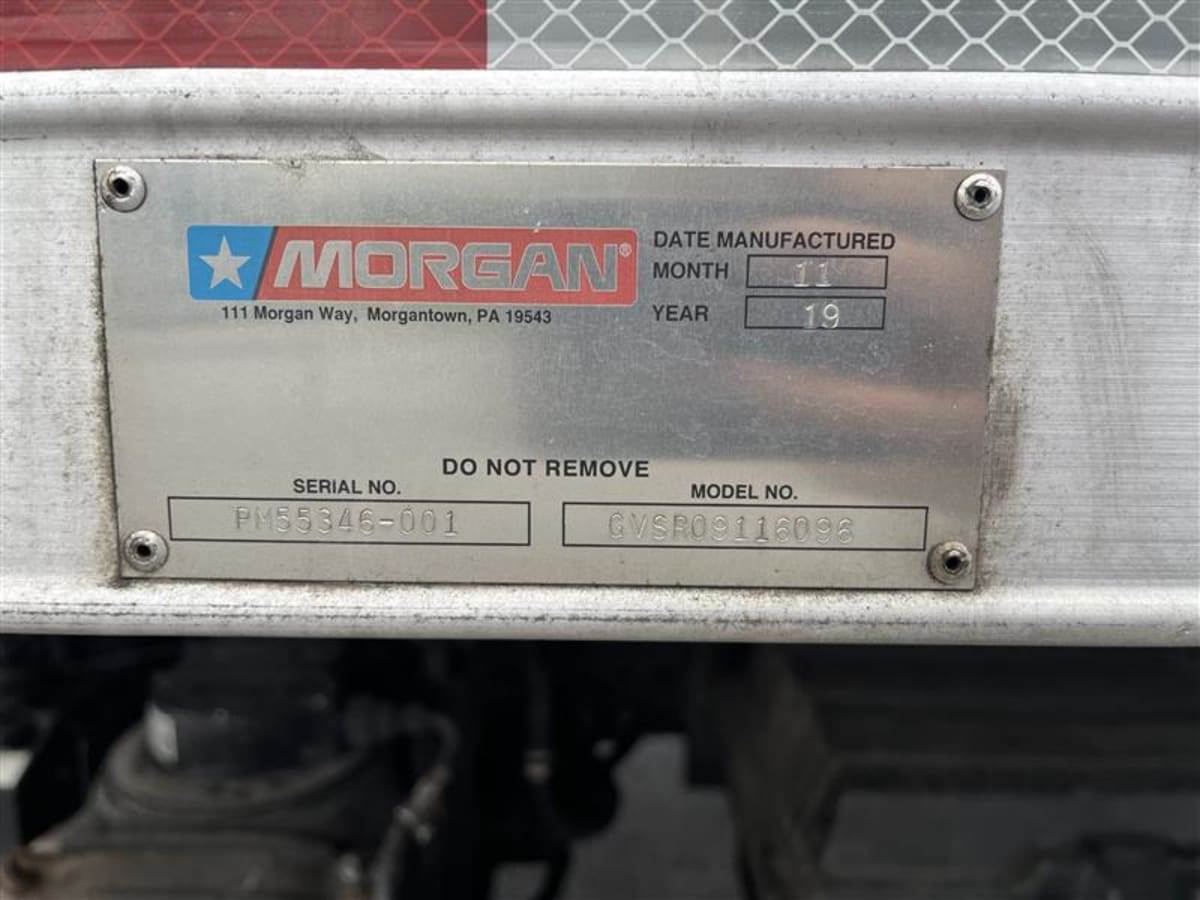 MORGAN®
111 Morgan Way, Morgantown, PA 19543
DATE MANUFACTURED
MONTH 11
YEAR 19
DO NOT REMOVE
SERIAL NO.
PM55346-001
MODEL NO.
GVSR09116096